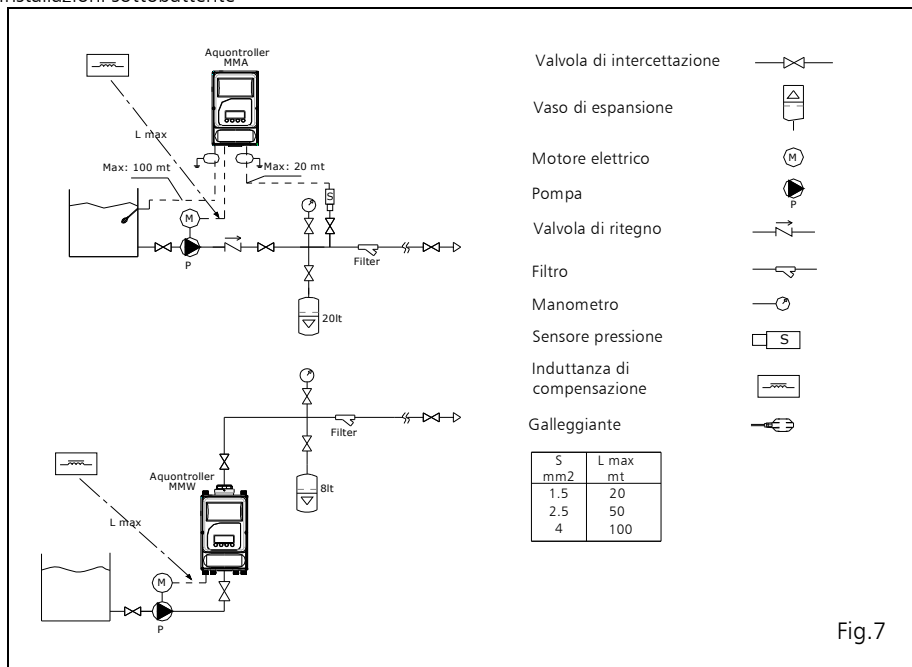 Installazioni sottobattente
Aquontroller
MMA
L max
Max: 100 mt
Max: 20 mt
S
M
P
Filter
20lt
Filter
8lt
Aquontroller
MMW
L max
M
P
Valvola di intercettazione
Vaso di espansione
Motore elettrico
M
Pompa
P
Valvola di ritegno
Filtro
Manometro
Sensore pressione
S
Induttanza di
compensazione
Galleggiante
S L max
mm2 mt
1.5 20
2.5 50
4 100
Fig.7